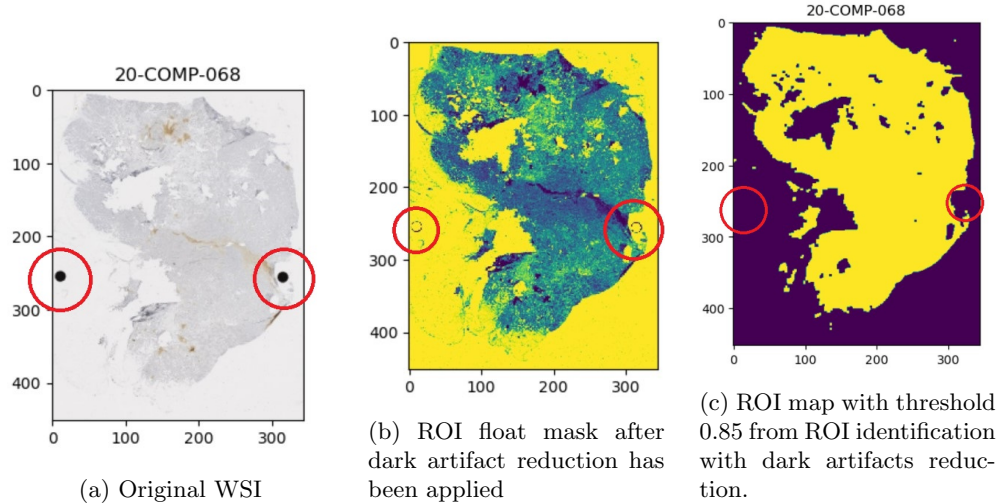 20-COMP-068
0
100
200
300
400
0 100 200 300
(a) Original WSI
0
100
200
300
400
0 100 200 300
(b) ROI float mask after
dark artifact reduction has
been applied
20-COMP-068
0
100
200
300
400
0 100 200 300
(c) ROI map with threshold
0.85 from ROI identification
with dark artifacts reduc-
tion.